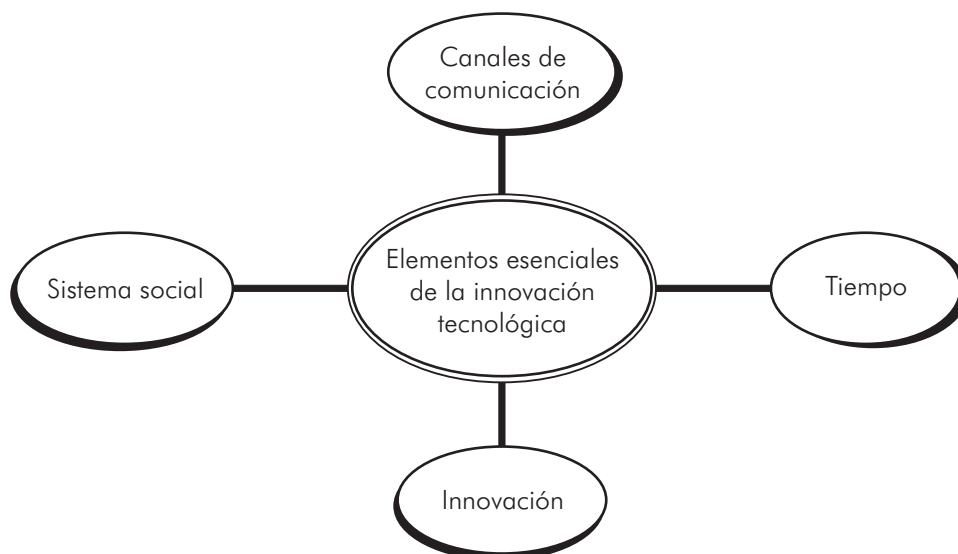 Canales de
comunicación
Elementos esenciales
de la innovación
tecnológica
Sistema social
Tiempo
Innovación